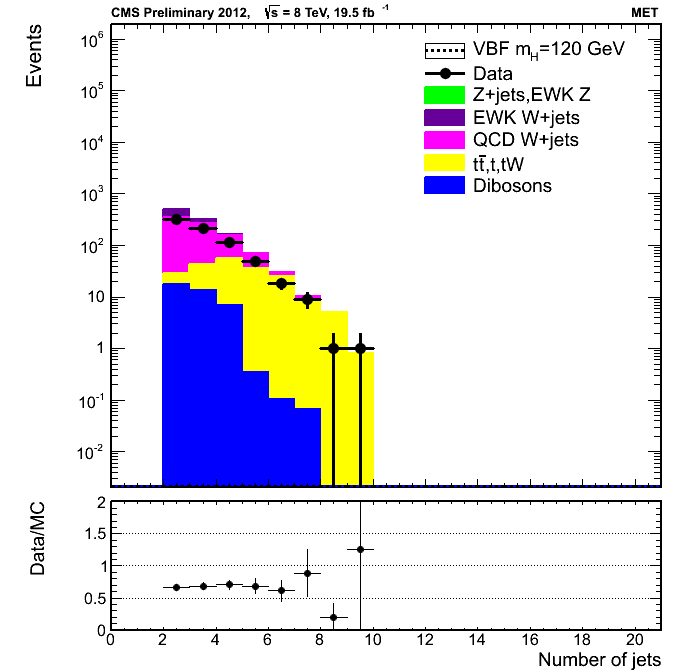 CMS Preliminary 2012, √s = 8 TeV, 19.5 fb⁻¹ MET
Events
VBF m_H=120 GeV
Data
Z+jets,EWK Z
EWK W+jets
QCD W+jets
tt̄,t,tW
Dibosons
10⁶
10⁵
10⁴
10³
10²
10
1
10⁻¹
10⁻²
Data/MC
2
1.5
1
0.5
0
0 2 4 6 8 10 12 14 16 18 20
Number of jets